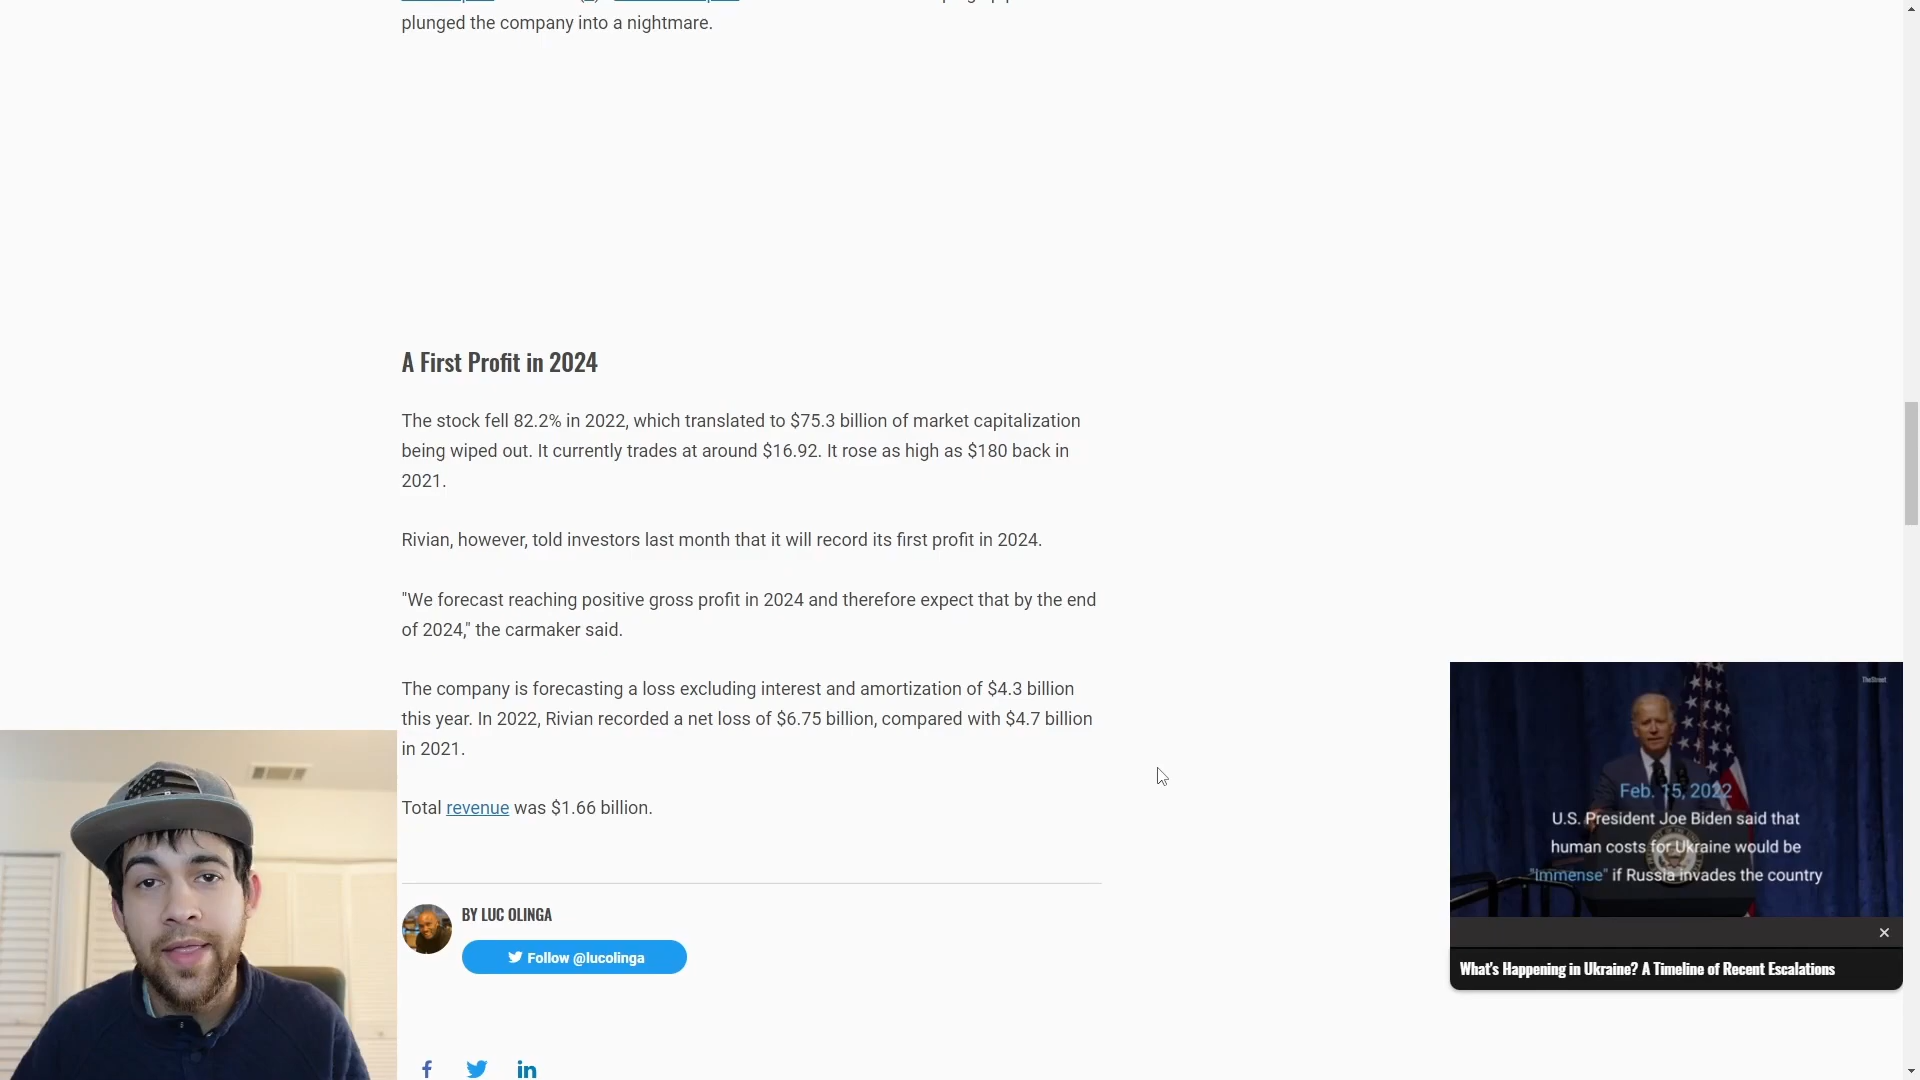 plunged the company into a nightmare.
A First Profit in 2024
The stock fell 82.2% in 2022, which translated to $75.3 billion of market capitalization
being wiped out. It currently trades at around $16.92. It rose as high as $180 back in
2021.
Rivian, however, told investors last month that it will record its first profit in 2024.
"We forecast reaching positive gross profit in 2024 and therefore expect that by the end
of 2024," the carmaker said.
The company is forecasting a loss excluding interest and amortization of $4.3 billion
this year. In 2022, Rivian recorded a net loss of $6.75 billion, compared with $4.7 billion
in 2021.
Total revenue was $1.66 billion.
BY LUC OLINGA
Follow @lucolinga
TheStreet
Feb. 15, 2022
U.S. President Joe Biden said that
human costs for Ukraine would be
"immense" if Russia invades the country
What's Happening in Ukraine? A Timeline of Recent Escalations